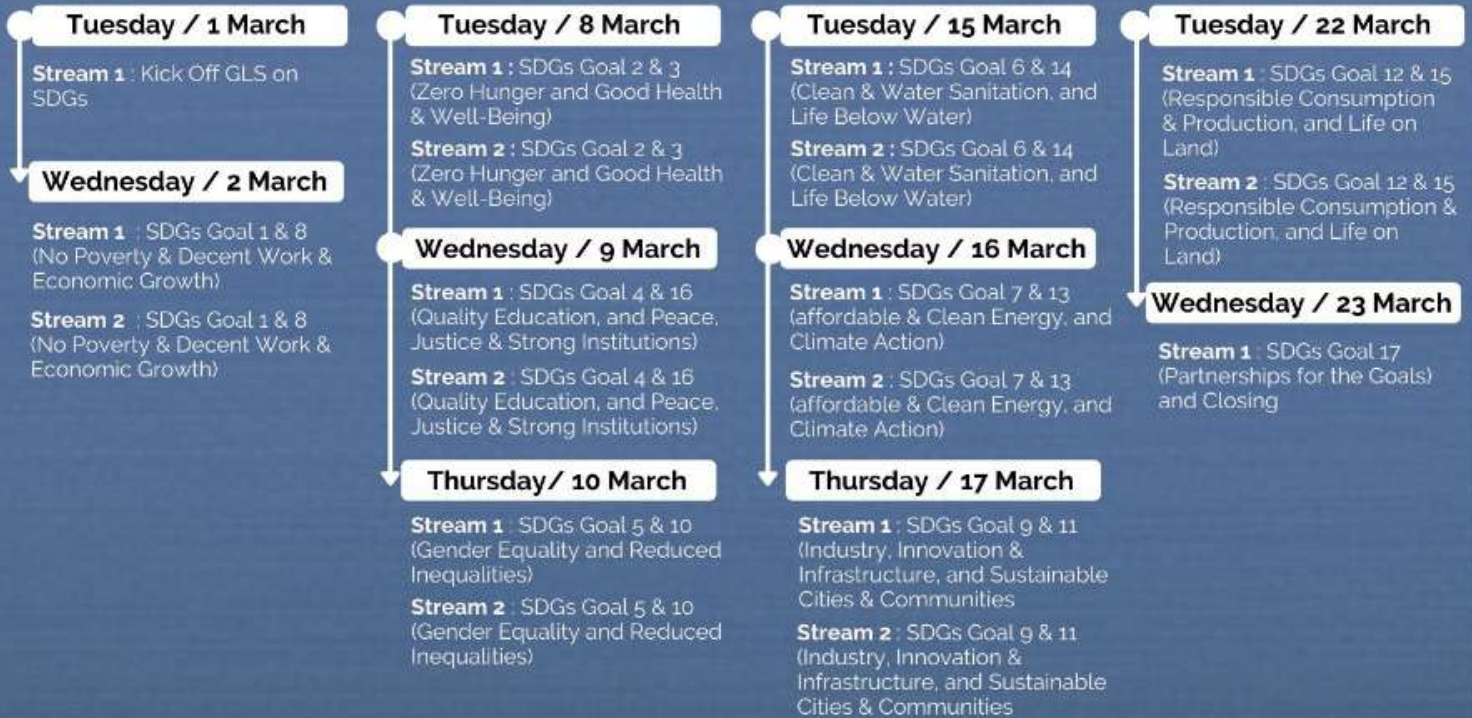 Tuesday / 1 March
Stream 1 : Kick Off GLS on
SDGs
Wednesday / 2 March
Stream 1 : SDGs Goal 1 & 8
(No Poverty & Decent Work &
Economic Growth)
Stream 2 : SDGs Goal 1 & 8
(No Poverty & Decent Work &
Economic Growth)
Tuesday / 8 March
Stream 1 : SDGs Goal 2 & 3
(Zero Hunger and Good Health
& Well-Being)
Stream 2 : SDGs Goal 2 & 3
(Zero Hunger and Good Health
& Well-Being)
Wednesday / 9 March
Stream 1 : SDGs Goal 4 & 16
(Quality Education, and Peace,
Justice & Strong Institutions)
Stream 2 : SDGs Goal 4 & 16
(Quality Education, and Peace,
Justice & Strong Institutions)
Thursday/ 10 March
Stream 1 : SDGs Goal 5 & 10
(Gender Equality and Reduced
Inequalities)
Stream 2 : SDGs Goal 5 & 10
(Gender Equality and Reduced
Inequalities)
Tuesday / 15 March
Stream 1 : SDGs Goal 6 & 14
(Clean & Water Sanitation, and
Life Below Water)
Stream 2 : SDGs Goal 6 & 14
(Clean & Water Sanitation, and
Life Below Water)
Wednesday / 16 March
Stream 1 : SDGs Goal 7 & 13
(affordable & Clean Energy, and
Climate Action)
Stream 2 : SDGs Goal 7 & 13
(affordable & Clean Energy, and
Climate Action)
Thursday / 17 March
Stream 1 : SDGs Goal 9 & 11
(Industry, Innovation &
Infrastructure, and Sustainable
Cities & Communities
Stream 2 : SDGs Goal 9 & 11
(Industry, Innovation &
Infrastructure, and Sustainable
Cities & Communities
Tuesday / 22 March
Stream 1 : SDGs Goal 12 & 15
(Responsible Consumption
& Production, and Life on
Land)
Stream 2 : SDGs Goal 12 & 15
(Responsible Consumption &
Production, and Life on
Land)
Wednesday / 23 March
Stream 1 : SDGs Goal 17
(Partnerships for the Goals)
and Closing